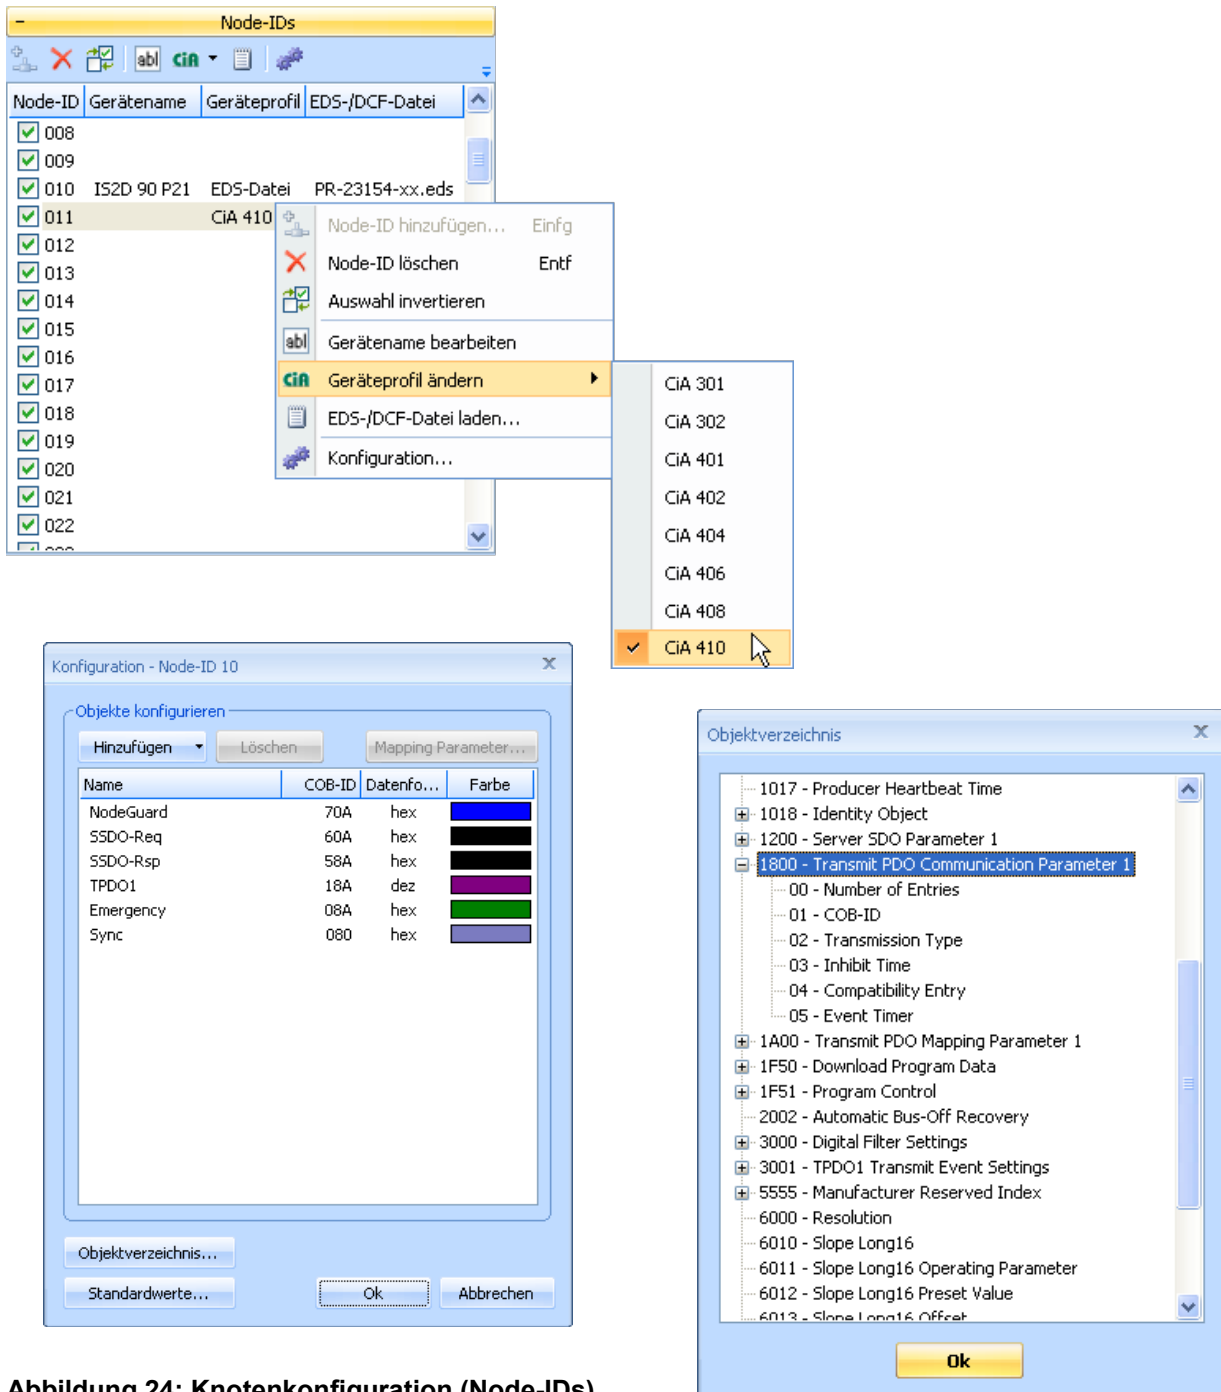 Node-IDs
abl CiA
Node-ID Gerätename Geräteprofil EDS-/DCF-Datei
008
009
010 IS2D 90 P21 EDS-Datei PR-23154-xx.eds
011 CiA 410
012
013
014
015
016
017
018
019
020
021
022
Node-ID hinzufügen... Einfg
Node-ID löschen Entf
Auswahl invertieren
abl Gerätename bearbeiten
CiA Geräteprofil ändern
EDS-/DCF-Datei laden...
Konfiguration...
CiA 301
CiA 302
CiA 401
CiA 402
CiA 404
CiA 406
CiA 408
CiA 410
Konfiguration - Node-ID 10
Objekte konfigurieren
Hinzufügen Löschen Mapping Parameter...
Name COB-ID Datenfo... Farbe
NodeGuard 70A hex
SSDO-Req 60A hex
SSDO-Rsp 58A hex
TPDO1 18A dez
Emergency 08A hex
Sync 080 hex
Objektverzeichnis...
Standardwerte... Ok Abbrechen
Objektverzeichnis
1017 - Producer Heartbeat Time
1018 - Identity Object
1200 - Server SDO Parameter 1
1800 - Transmit PDO Communication Parameter 1
00 - Number of Entries
01 - COB-ID
02 - Transmission Type
03 - Inhibit Time
04 - Compatibility Entry
05 - Event Timer
1A00 - Transmit PDO Mapping Parameter 1
1F50 - Download Program Data
1F51 - Program Control
2002 - Automatic Bus-Off Recovery
3000 - Digital Filter Settings
3001 - TPDO1 Transmit Event Settings
5555 - Manufacturer Reserved Index
6000 - Resolution
6010 - Slope Long16
6011 - Slope Long16 Operating Parameter
6012 - Slope Long16 Preset Value
6013 - Slope Long16 Offset
Ok
Abbildung 24: Knotenkonfiguration (Node-IDs)